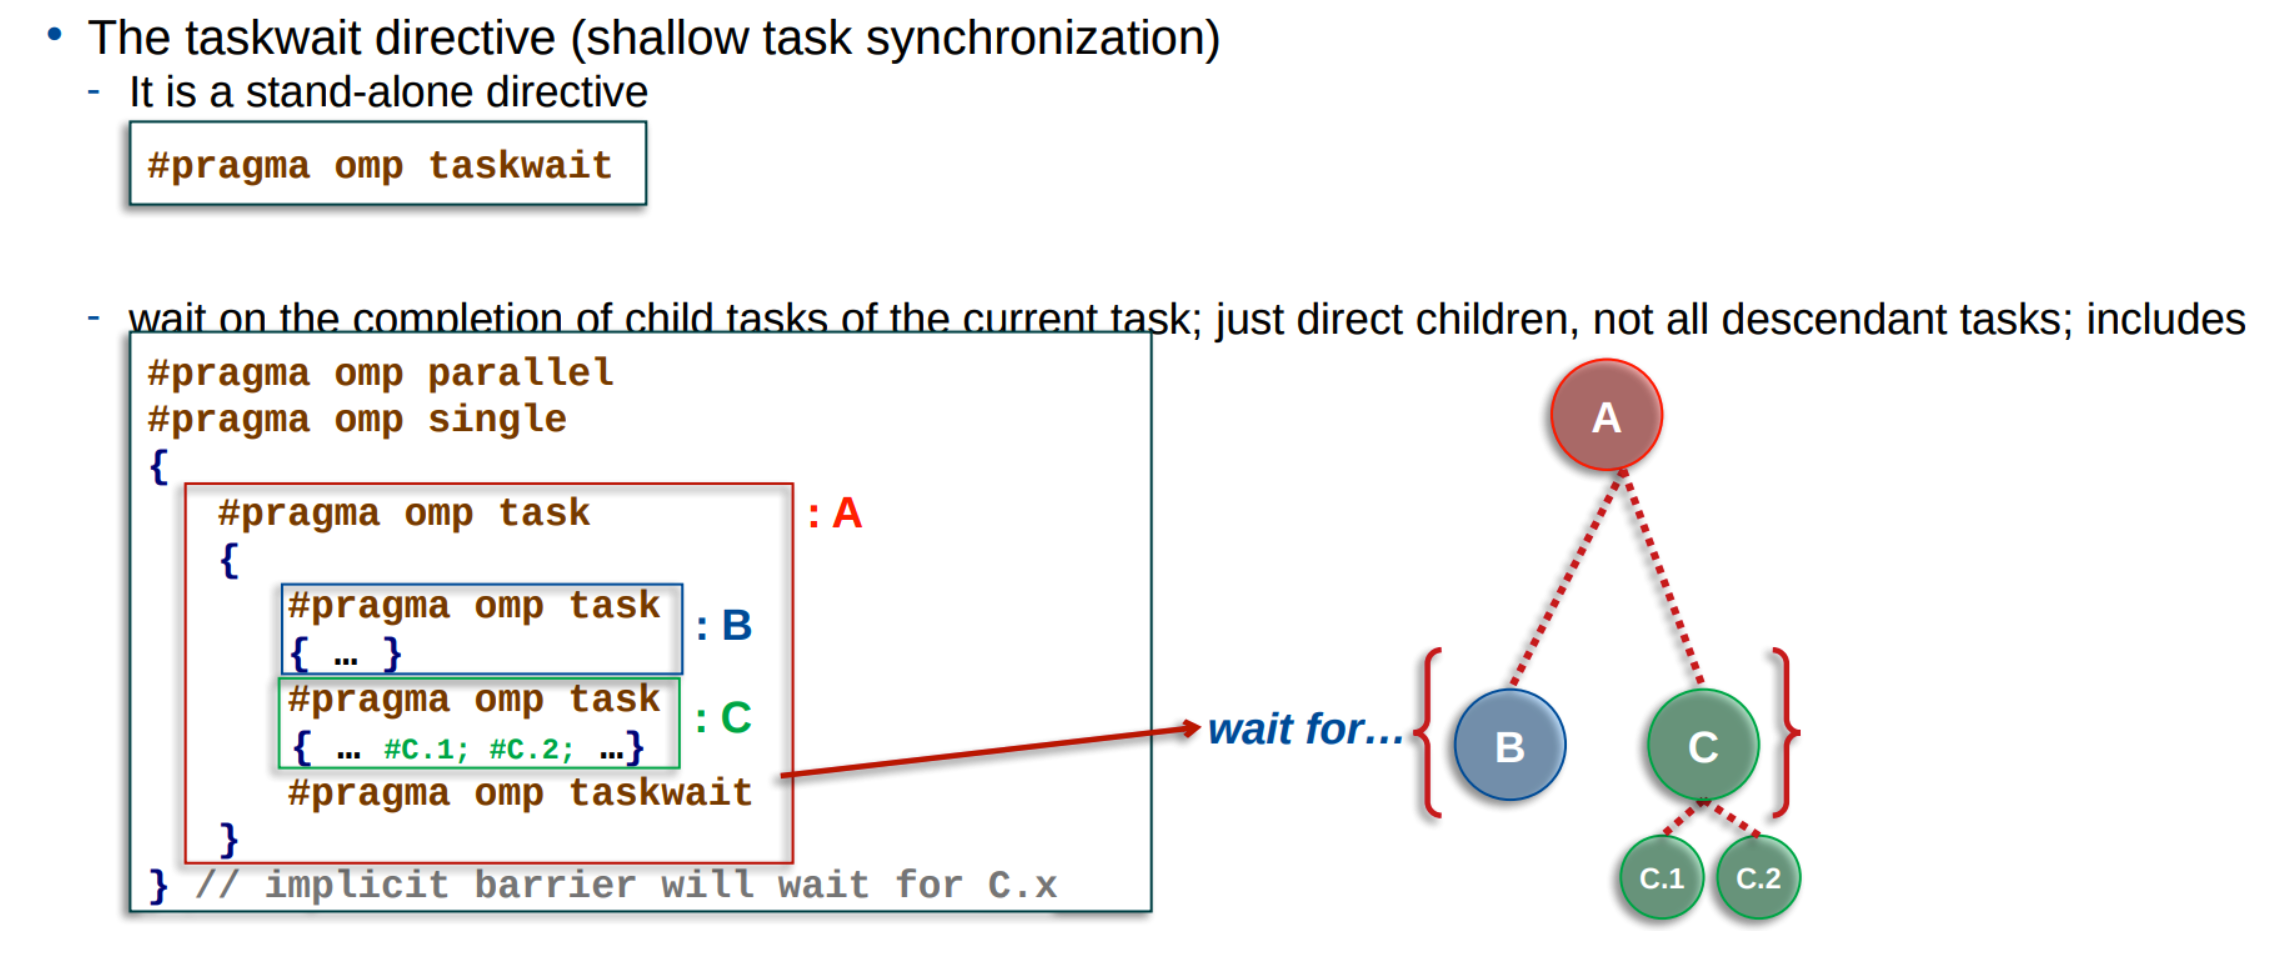 • The taskwait directive (shallow task synchronization)
- It is a stand-alone directive
#pragma omp taskwait
- wait on the completion of child tasks of the current task; just direct children, not all descendant tasks; includes
#pragma omp parallel
#pragma omp single
{
#pragma omp task : A
{
#pragma omp task
{ … } : B
#pragma omp task
{ … #C.1; #C.2; …} : C
#pragma omp taskwait
}
} // implicit barrier will wait for C.x
wait for…
A
B
C
C.1
C.2